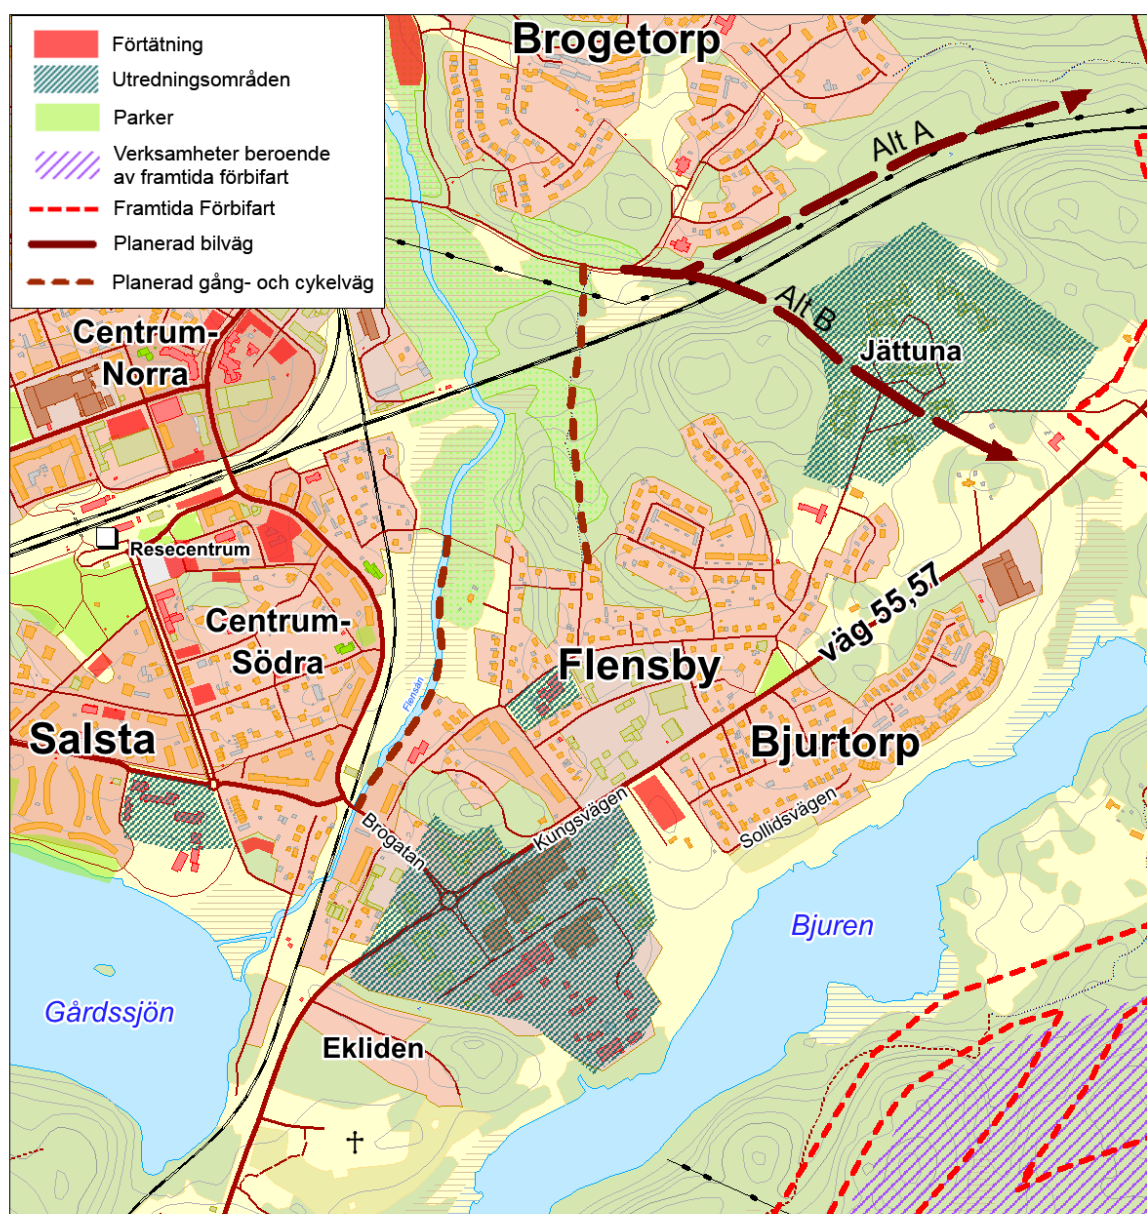 Förtätning
Utredningsområden
Parker
Verksamheter beroende
av framtida förbifart
Framtida Förbifart
Planerad bilväg
Planerad gång- och cykelväg
Brogetorp
Alt A
Alt B
Jättuna
Centrum-
Norra
Resecentrum
Centrum-
Södra
Flensån
Flensby
väg 55,57
Salsta
Bjurtorp
Brogatan
Kungsvägen
Sollidsvägen
Bjuren
Gårdssjön
Ekliden